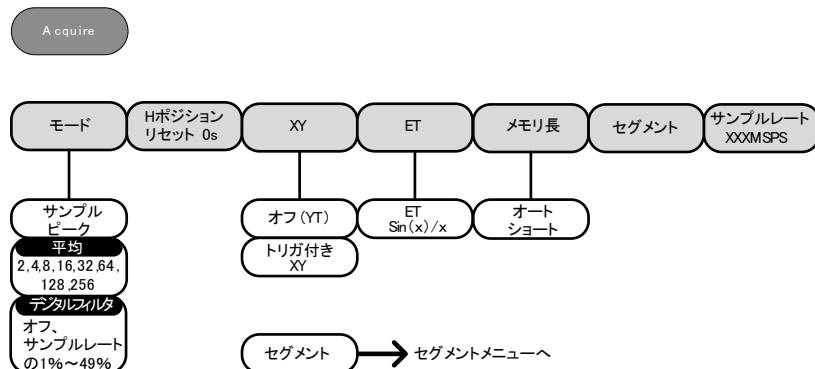 Acquire
モード
Hポジション
リセット 0s
XY
ET
メモリ長
セグメント
サンプルレート
XXXMSPS
サンプル
ピーク
平均
2,4,8,16,32,64,
128,256
デジタルフィルタ
オフ、
サンプルレート
の1%～49%
オフ(YT)
トリガ付き
XY
ET
Sin(x)/x
オート
ショート
セグメント
セグメントメニューへ